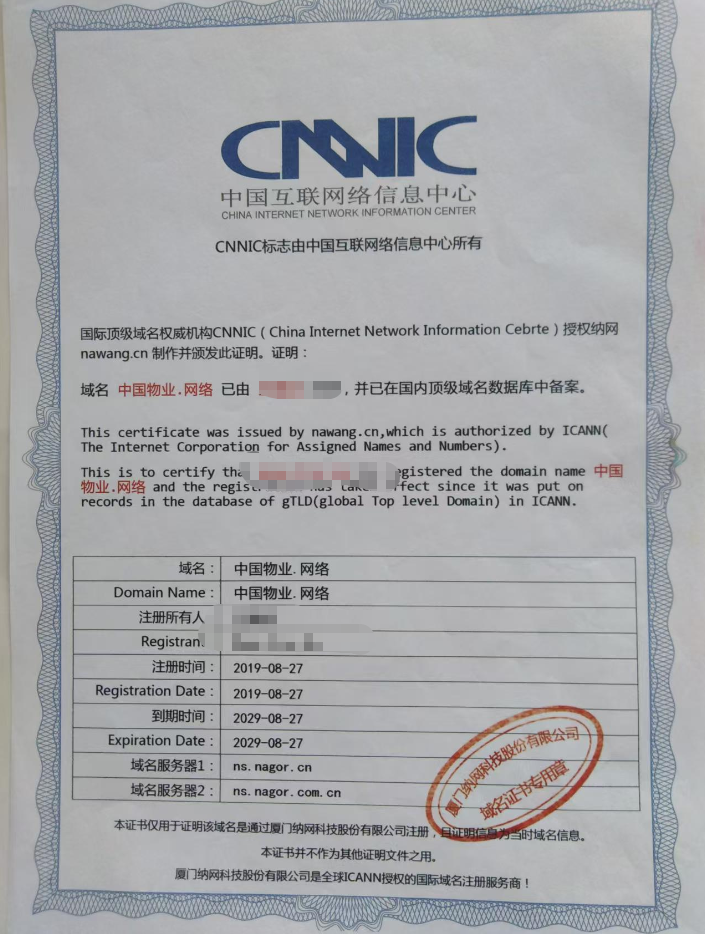 CNNIC
中国互联网络信息中心
CHINA INTERNET NETWORK INFORMATION CENTER
CNNIC标志由中国互联网络信息中心所有
国际顶级域名权威机构CNNIC（China Internet Network Information Cebrte）授权纳网
nawang.cn 制作并颁发此证明。证明：
域名 中国物业.网络 已由 ，并已在国内顶级域名数据库中备案。
This certificate was issued by nawang.cn,which is authorized by ICANN(
The Internet Corporation for Assigned Names and Numbers).
This is to certify egistered the domain name 中国
物业.网络 and the since it was put on
records in the database of gTLD(global Top level Domain) in ICANN.
域名： 中国物业.网络
Domain Name： 中国物业.网络
注册所有人
Registran
注册时间： 2019-08-27
Registration Date： 2019-08-27
到期时间： 2029-08-27
Expiration Date： 2029-08-27
域名服务器1： ns.nagor.cn
域名服务器2： ns.nagor.com.cn
厦门纳网科技股份有限公司
域名证书专用章
本证书仅用于证明该域名是通过厦门纳网科技股份有限公司注册，且证明信息为当时域名信息。
本证书并不作为其他证明文件之用。
厦门纳网科技股份有限公司是全球ICANN授权的国际域名注册服务商！